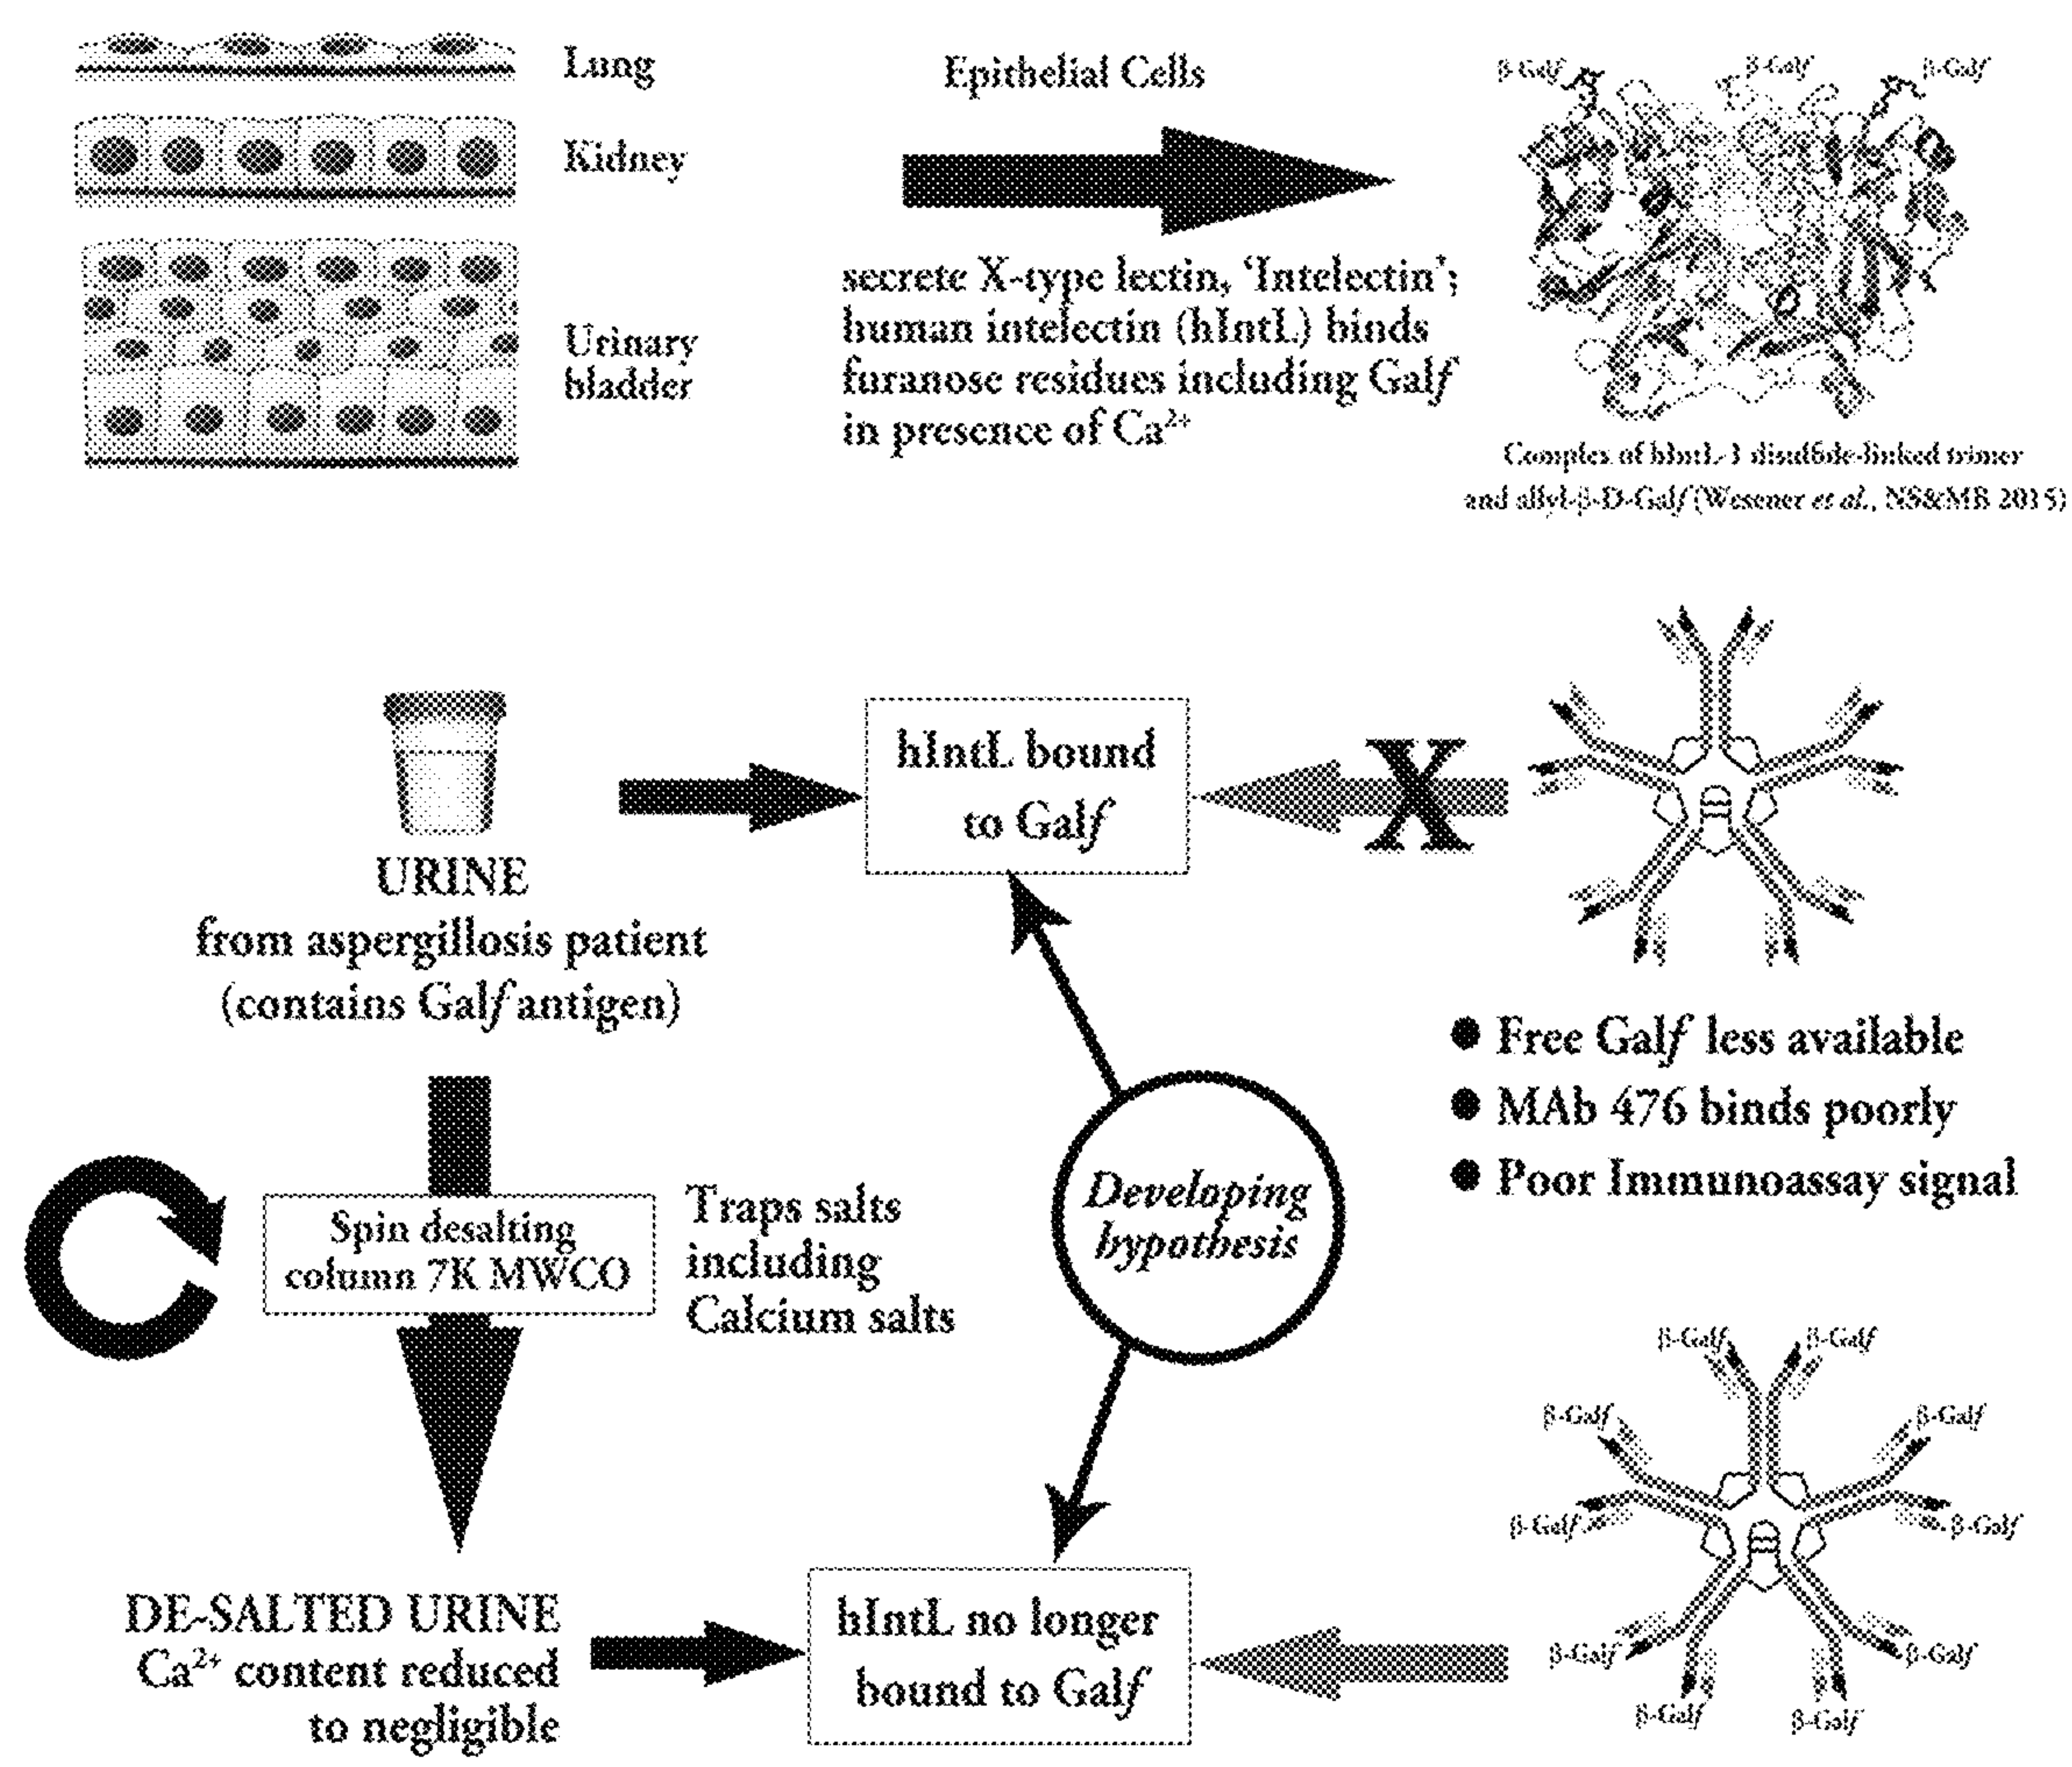 Lung
Kidney
Urinary
bladder
Epithelial Cells
secrete X-type lectin, ‘Intelectin’;
human intelectin (hIntL) binds
furanose residues including Galf
in presence of Ca²⁺
β-Galf
β-Galf
β-Galf
Complex of hIntL-1 disulfide-linked trimer
and allyl-β-D-Galf (Wesener et al., NS&MB 2015)
URINE
from aspergillosis patient
(contains Galf antigen)
hIntL bound
to Galf
X
Free Galf less available
MAb 476 binds poorly
Poor Immunoassay signal
Spin desalting
column 7K MWCO
Traps salts
including
Calcium salts
Developing
hypothesis
DE-SALTED URINE
Ca²⁺ content reduced
to negligible
hIntL no longer
bound to Galf
β-Galf
β-Galf
β-Galf
β-Galf
β-Galf
β-Galf
β-Galf
β-Galf
β-Galf
β-Galf